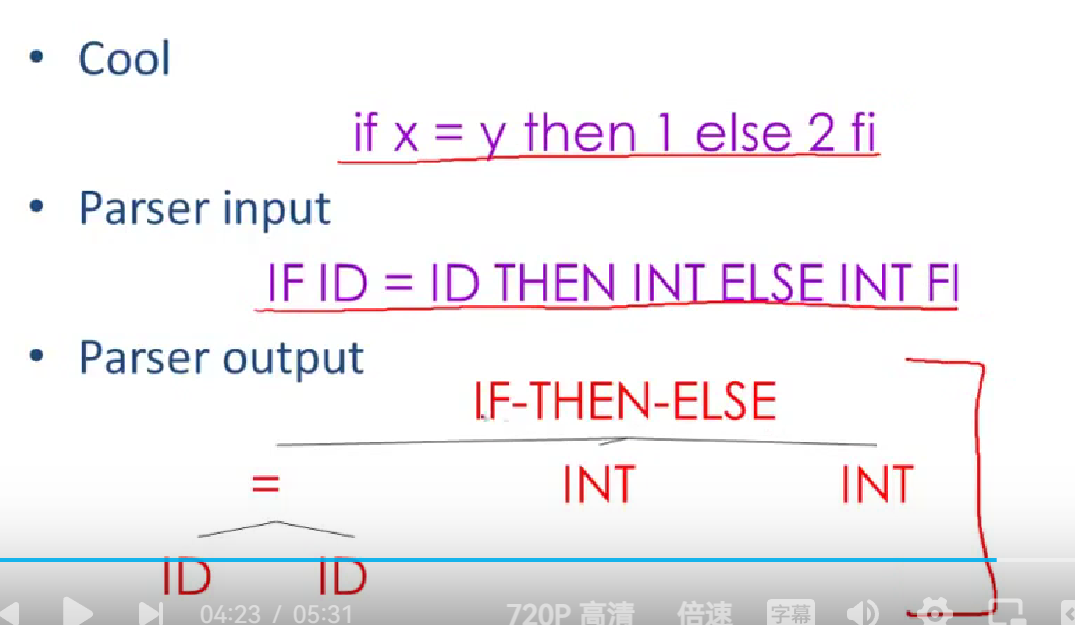 • Cool
if x = y then 1 else 2 fi
• Parser input
IF ID = ID THEN INT ELSE INT FI
• Parser output
IF-THEN-ELSE
= INT INT
ID ID
04:23 / 05:31 720P 高清 倍速 字幕